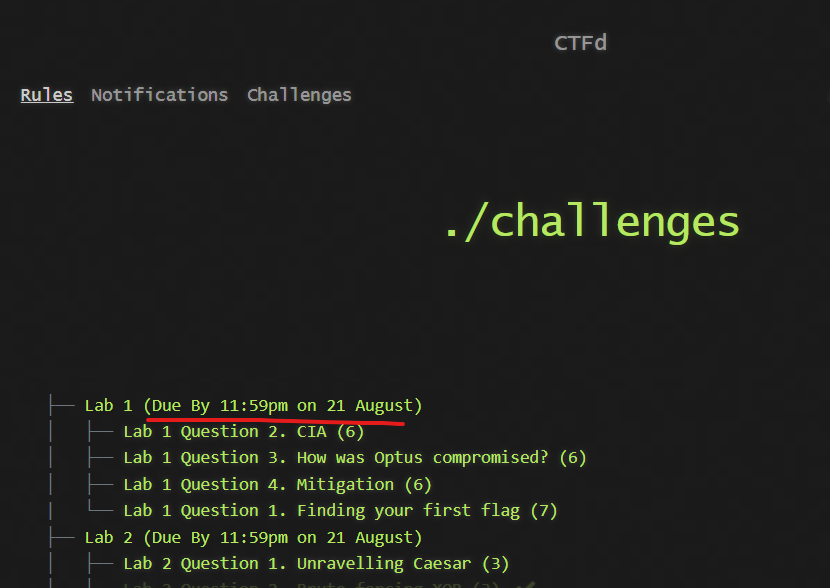 CTFd
Rules Notifications Challenges
./challenges
Lab 1 (Due By 11:59pm on 21 August)
Lab 1 Question 2. CIA (6)
Lab 1 Question 3. How was Optus compromised? (6)
Lab 1 Question 4. Mitigation (6)
Lab 1 Question 1. Finding your first flag (7)
Lab 2 (Due By 11:59pm on 21 August)
Lab 2 Question 1. Unravelling Caesar (3)